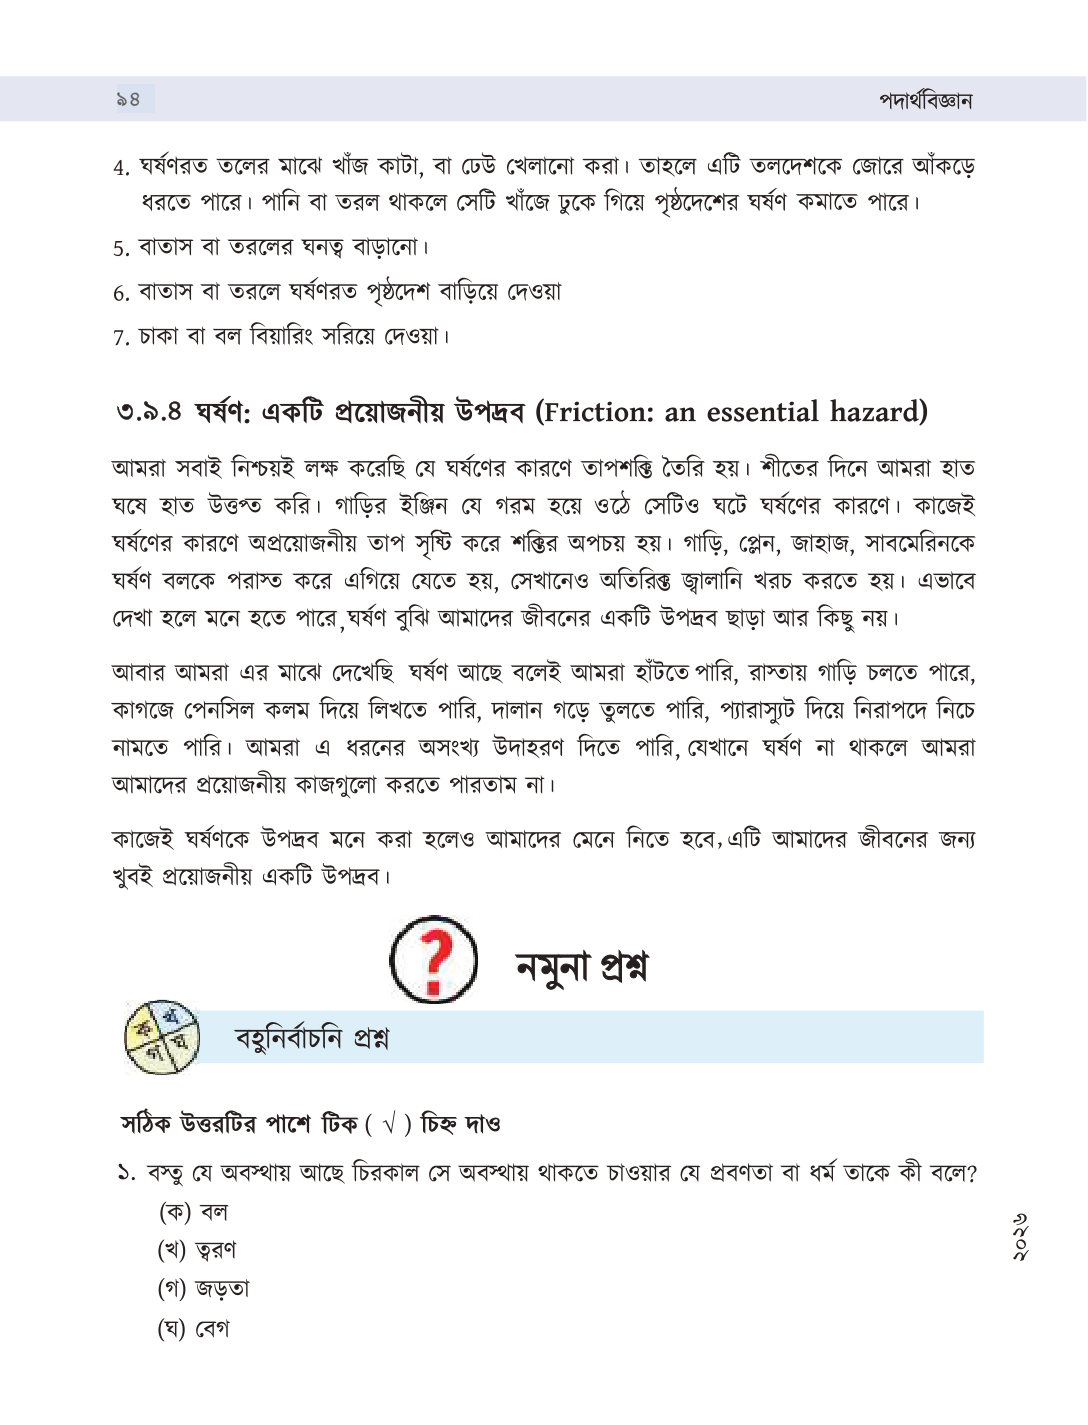 ৯৪
পদার্থবিজ্ঞান
4. ঘর্ষণরত তলের মাঝে খাঁজ কাটা, বা ঢেউ খেলানো করা। তাহলে এটি তলদেশকে জোরে আঁকড়ে
ধরতে পারে। পানি বা তরল থাকলে সেটি খাঁজে ঢুকে গিয়ে পৃষ্ঠদেশের ঘর্ষণ কমাতে পারে।
5. বাতাস বা তরলের ঘনত্ব বাড়ানো।
6. বাতাস বা তরলে ঘর্ষণরত পৃষ্ঠদেশ বাড়িয়ে দেওয়া
7. চাকা বা বল বিয়ারিং সরিয়ে দেওয়া।
৩.৯.৪ ঘর্ষণ: একটি প্রয়োজনীয় উপদ্রব (Friction: an essential hazard)
আমরা সবাই নিশ্চয়ই লক্ষ করেছি যে ঘর্ষণের কারণে তাপশক্তি তৈরি হয়। শীতের দিনে আমরা হাত
ঘষে হাত উত্তপ্ত করি। গাড়ির ইঞ্জিন যে গরম হয়ে ওঠে সেটিও ঘটে ঘর্ষণের কারণে। কাজেই
ঘর্ষণের কারণে অপ্রয়োজনীয় তাপ সৃষ্টি করে শক্তির অপচয় হয়। গাড়ি, প্লেন, জাহাজ, সাবমেরিনকে
ঘর্ষণ বলকে পরাস্ত করে এগিয়ে যেতে হয়, সেখানেও অতিরিক্ত জ্বালানি খরচ করতে হয়। এভাবে
দেখা হলে মনে হতে পারে,ঘর্ষণ বুঝি আমাদের জীবনের একটি উপদ্রব ছাড়া আর কিছু নয়।
আবার আমরা এর মাঝে দেখেছি ঘর্ষণ আছে বলেই আমরা হাঁটতে পারি, রাস্তায় গাড়ি চলতে পারে,
কাগজে পেনসিল কলম দিয়ে লিখতে পারি, দালান গড়ে তুলতে পারি, প্যারাস্যুট দিয়ে নিরাপদে নিচে
নামতে পারি। আমরা এ ধরনের অসংখ্য উদাহরণ দিতে পারি, যেখানে ঘর্ষণ না থাকলে আমরা
আমাদের প্রয়োজনীয় কাজগুলো করতে পারতাম না।
কাজেই ঘর্ষণকে উপদ্রব মনে করা হলেও আমাদের মেনে নিতে হবে, এটি আমাদের জীবনের জন্য
খুবই প্রয়োজনীয় একটি উপদ্রব।
?
নমুনা প্রশ্ন
ক খ
গ ঘ
বহুনির্বাচনি প্রশ্ন
সঠিক উত্তরটির পাশে টিক ( √ ) চিহ্ন দাও
১. বস্তু যে অবস্থায় আছে চিরকাল সে অবস্থায় থাকতে চাওয়ার যে প্রবণতা বা ধর্ম তাকে কী বলে?
(ক) বল
(খ) ত্বরণ
(গ) জড়তা
(ঘ) বেগ
২০২৬